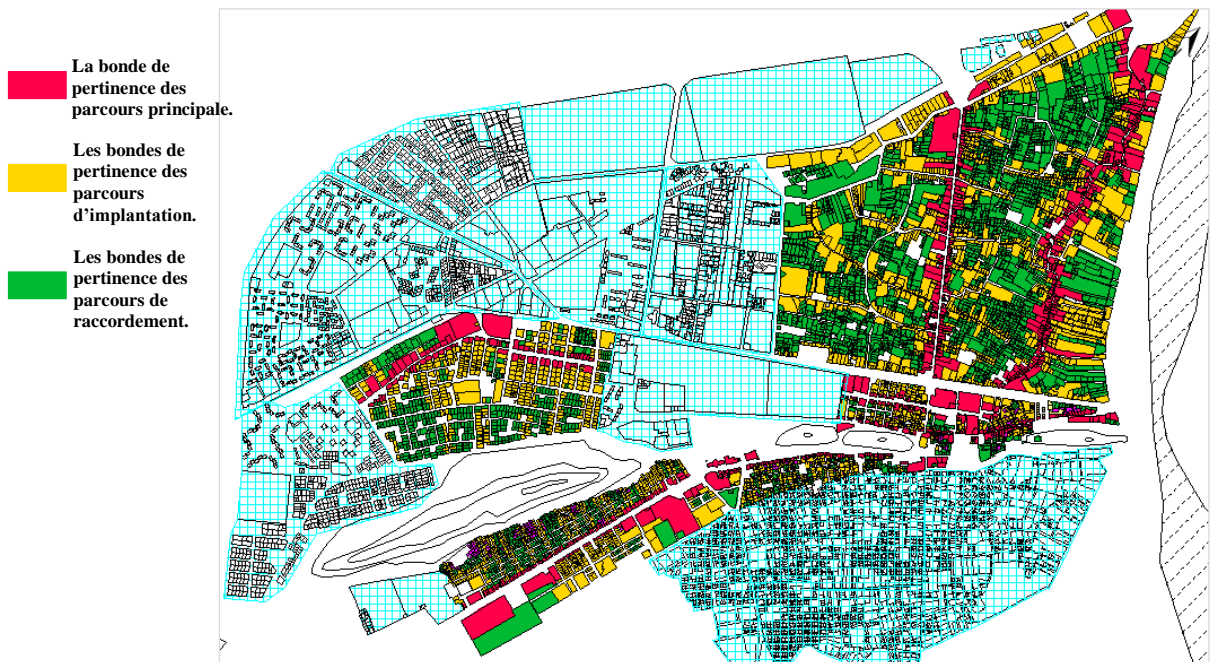 La bonde de
pertinence des
parcours principale.
Les bondes de
pertinence des
parcours
d’implantation.
Les bondes de
pertinence des
parcours de
raccordement.